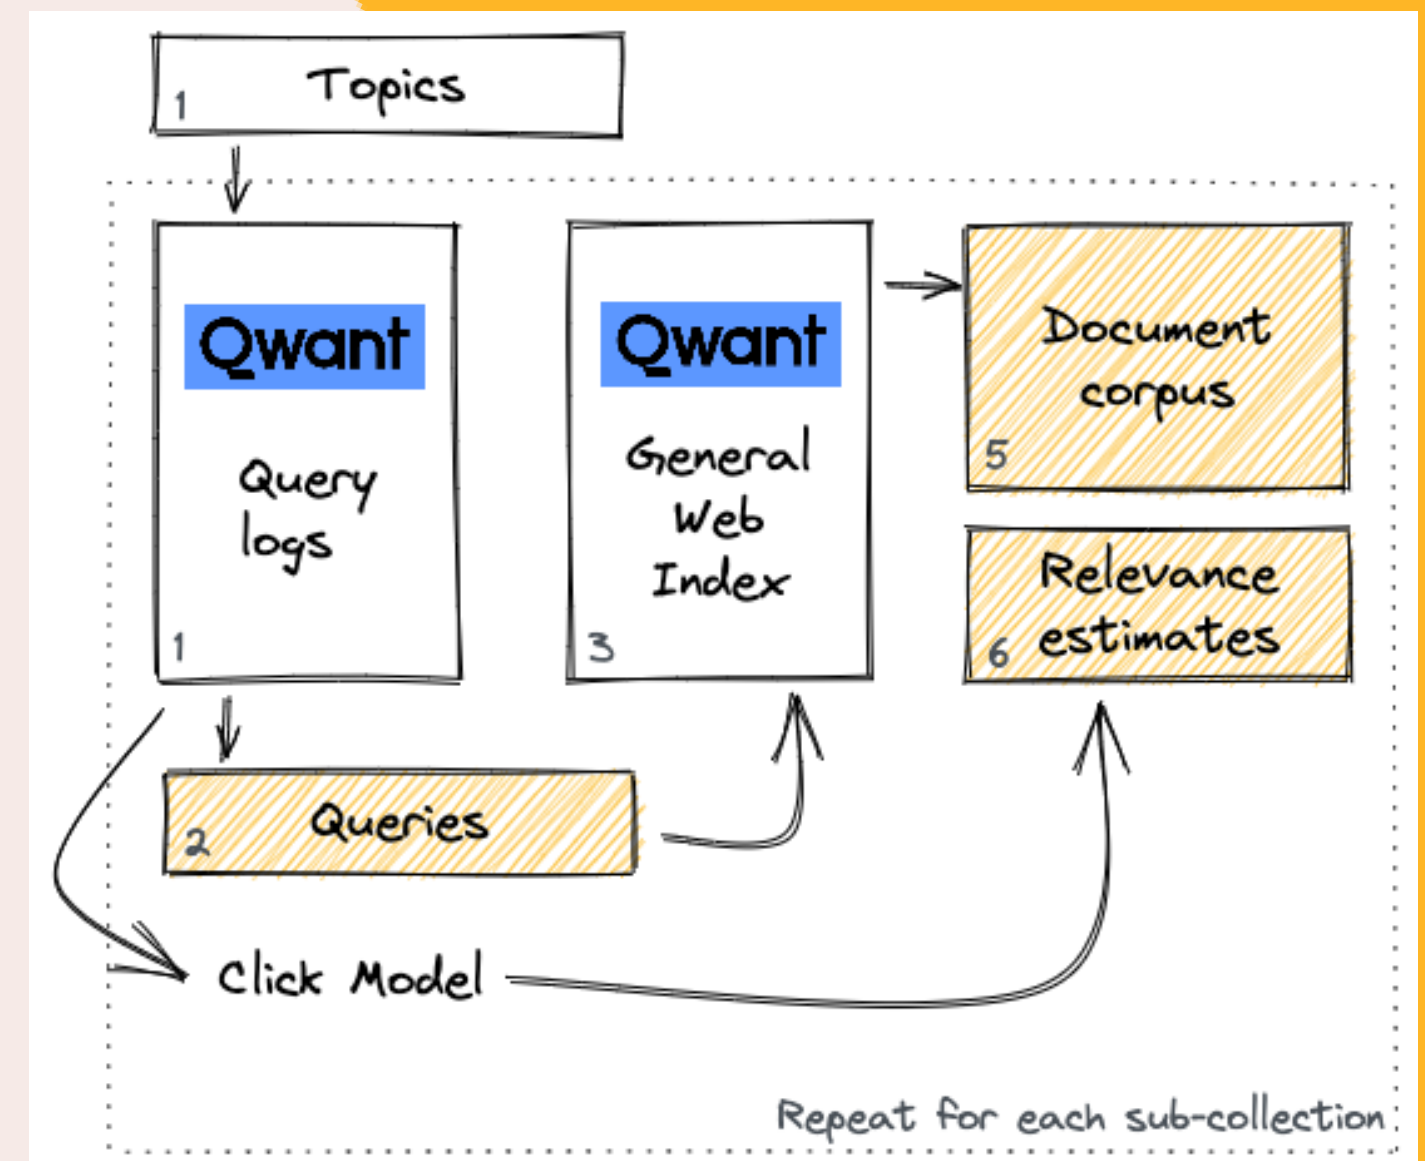 Topics
1
Qwant
Query
logs
1
Qwant
General
Web
Index
3
Document
corpus
5
Relevance
estimates
6
Queries
2
Click Model
Repeat for each sub-collection